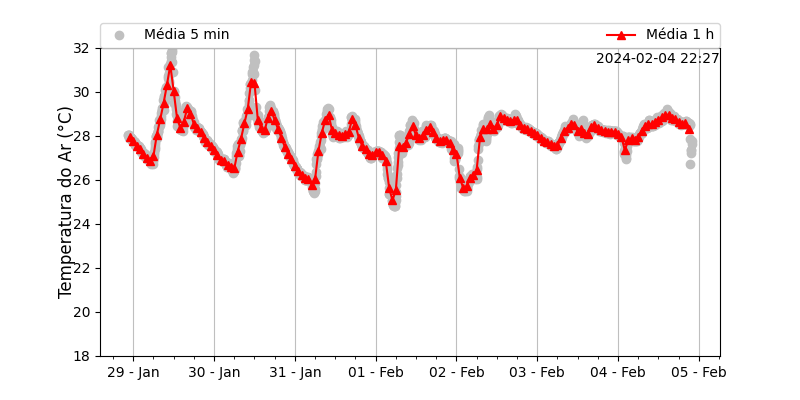 Média 5 min
Média 1 h
2024-02-04 22:27
Temperatura do Ar (°C)
32
30
28
26
24
22
20
18
29 - Jan
30 - Jan
31 - Jan
01 - Feb
02 - Feb
03 - Feb
04 - Feb
05 - Feb